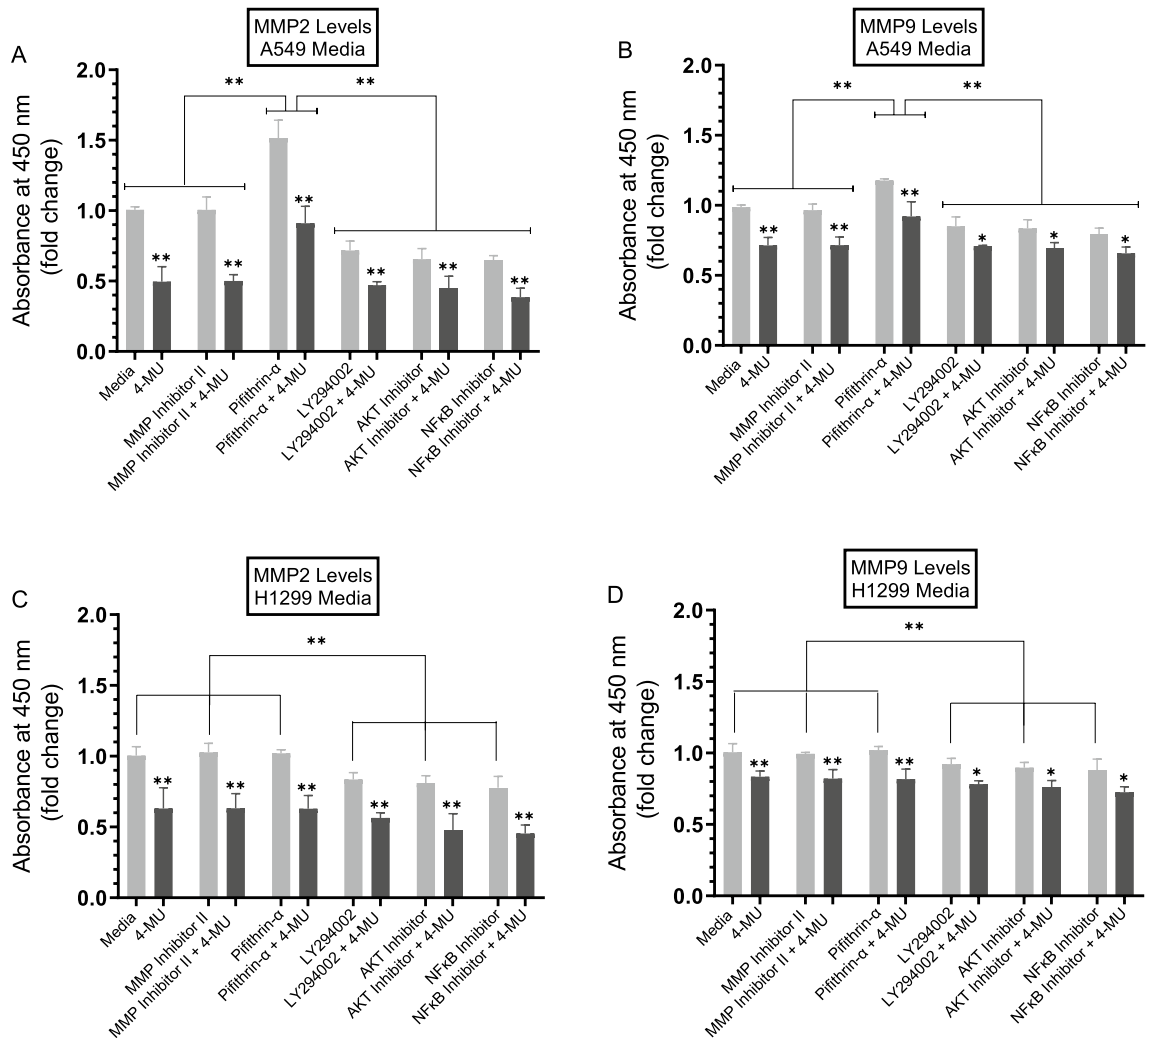 A
MMP2 Levels
A549 Media
Absorbance at 450 nm
(fold change)
2.0
1.5
1.0
0.5
0.0
**
**
**
**
**
**
**
**
Media
4-MU
MMP Inhibitor II
MMP Inhibitor II + 4-MU
Pifithrin-α
Pifithrin-α + 4-MU
LY294002
LY294002 + 4-MU
AKT Inhibitor
AKT Inhibitor + 4-MU
NFκB Inhibitor
NFκB Inhibitor + 4-MU
B
MMP9 Levels
A549 Media
Absorbance at 450 nm
(fold change)
2.0
1.5
1.0
0.5
0.0
**
**
**
**
**
*
*
*
Media
4-MU
MMP Inhibitor II
MMP Inhibitor II + 4-MU
Pifithrin-α
Pifithrin-α + 4-MU
LY294002
LY294002 + 4-MU
AKT Inhibitor
AKT Inhibitor + 4-MU
NFκB Inhibitor
NFκB Inhibitor + 4-MU
C
MMP2 Levels
H1299 Media
Absorbance at 450 nm
(fold change)
2.0
1.5
1.0
0.5
0.0
**
**
**
**
**
**
**
Media
4-MU
MMP Inhibitor II
MMP Inhibitor II + 4-MU
Pifithrin-α
Pifithrin-α + 4-MU
LY294002
LY294002 + 4-MU
AKT Inhibitor
AKT Inhibitor + 4-MU
NFκB Inhibitor
NFκB Inhibitor + 4-MU
D
MMP9 Levels
H1299 Media
Absorbance at 450 nm
(fold change)
2.0
1.5
1.0
0.5
0.0
**
**
**
**
*
*
*
Media
4-MU
MMP Inhibitor II
MMP Inhibitor II + 4-MU
Pifithrin-α
Pifithrin-α + 4-MU
LY294002
LY294002 + 4-MU
AKT Inhibitor
AKT Inhibitor + 4-MU
NFκB Inhibitor
NFκB Inhibitor + 4-MU